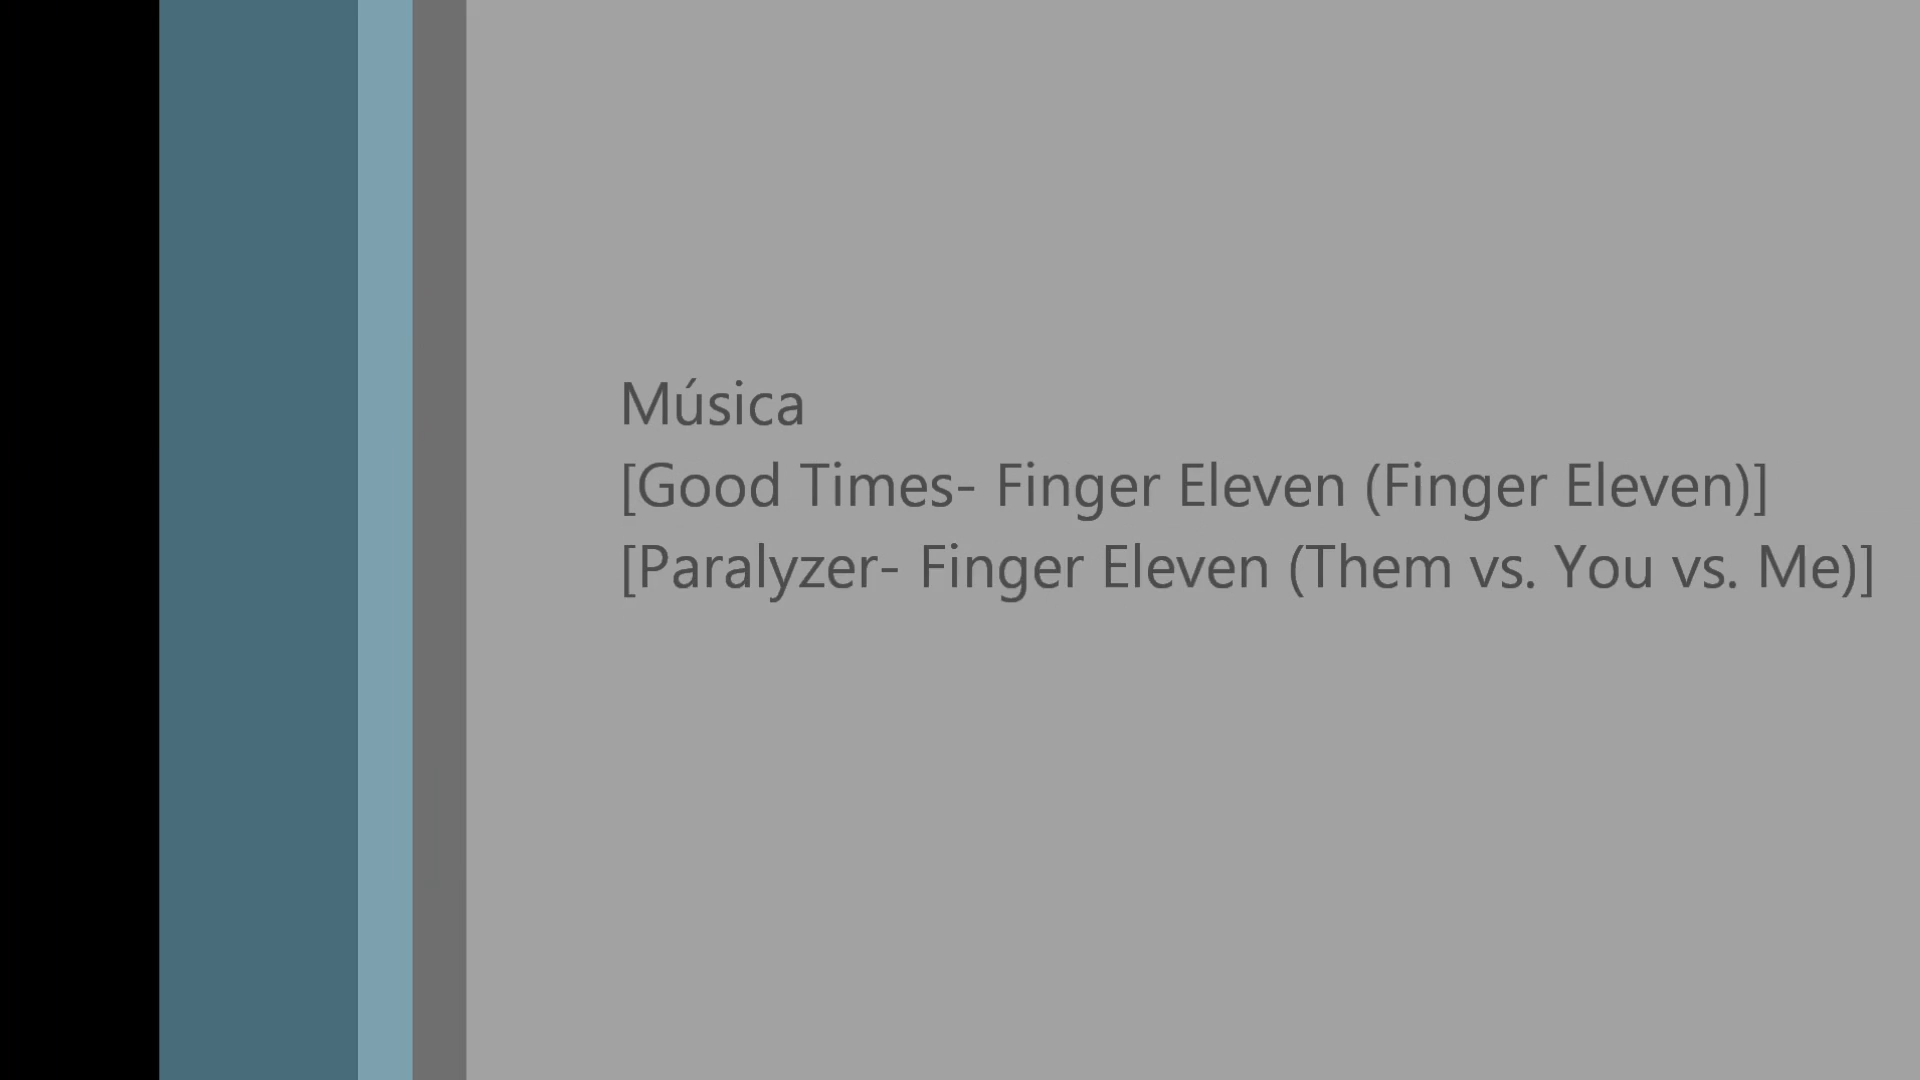 Música
[Good Times- Finger Eleven (Finger Eleven)]
[Paralyzer- Finger Eleven (Them vs. You vs. Me)]